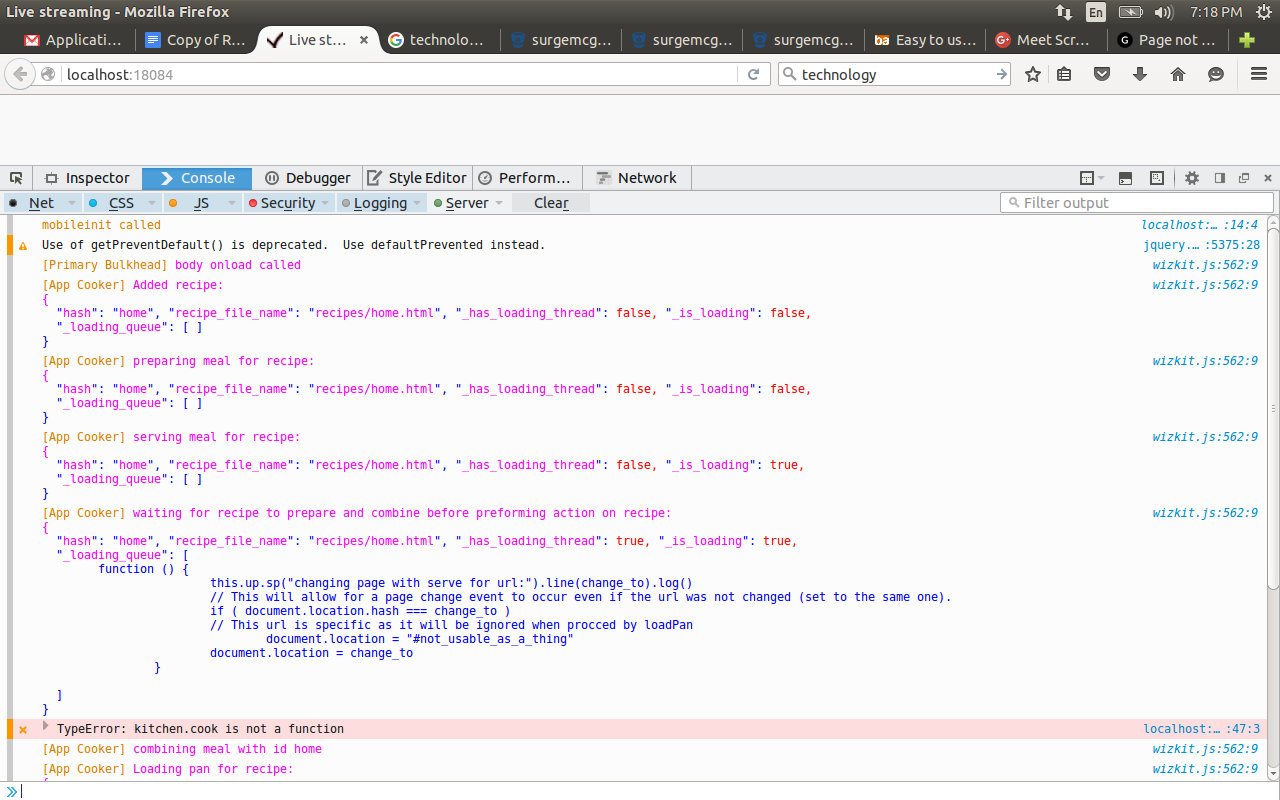 Live streaming - Mozilla Firefox
En
7:18 PM
Applicati…
Copy of R…
Live st…
technolo…
surgemcg…
surgemcg…
surgemcg…
ba Easy to us…
G+ Meet Scr…
G Page not …
localhost:18084
technology
Inspector
Console
Debugger
Style Editor
Perform…
Network
Net
CSS
JS
Security
Logging
Server
Clear
Filter output
mobileinit called localhost:… :14:4
Use of getPreventDefault() is deprecated.  Use defaultPrevented instead. jquery.… :5375:28
[Primary Bulkhead] body onload called wizkit.js:562:9
[App Cooker] Added recipe: wizkit.js:562:9
{
"hash": "home", "recipe_file_name": "recipes/home.html", "_has_loading_thread": false, "_is_loading": false,
"_loading_queue": [ ]
}
[App Cooker] preparing meal for recipe: wizkit.js:562:9
{
"hash": "home", "recipe_file_name": "recipes/home.html", "_has_loading_thread": false, "_is_loading": false,
"_loading_queue": [ ]
}
[App Cooker] serving meal for recipe: wizkit.js:562:9
{
"hash": "home", "recipe_file_name": "recipes/home.html", "_has_loading_thread": false, "_is_loading": true,
"_loading_queue": [ ]
}
[App Cooker] waiting for recipe to prepare and combine before preforming action on recipe: wizkit.js:562:9
{
"hash": "home", "recipe_file_name": "recipes/home.html", "_has_loading_thread": true, "_is_loading": true,
"_loading_queue": [
function () {
this.up.sp("changing page with serve for url:").line(change_to).log()
// This will allow for a page change event to occur even if the url was not changed (set to the same one).
if ( document.location.hash === change_to )
// This url is specific as it will be ignored when procced by loadPan
document.location = "#not_usable_as_a_thing"
document.location = change_to
}
]
}
TypeError: kitchen.cook is not a function localhost:… :47:3
[App Cooker] combining meal with id home wizkit.js:562:9
[App Cooker] Loading pan for recipe: wizkit.js:562:9